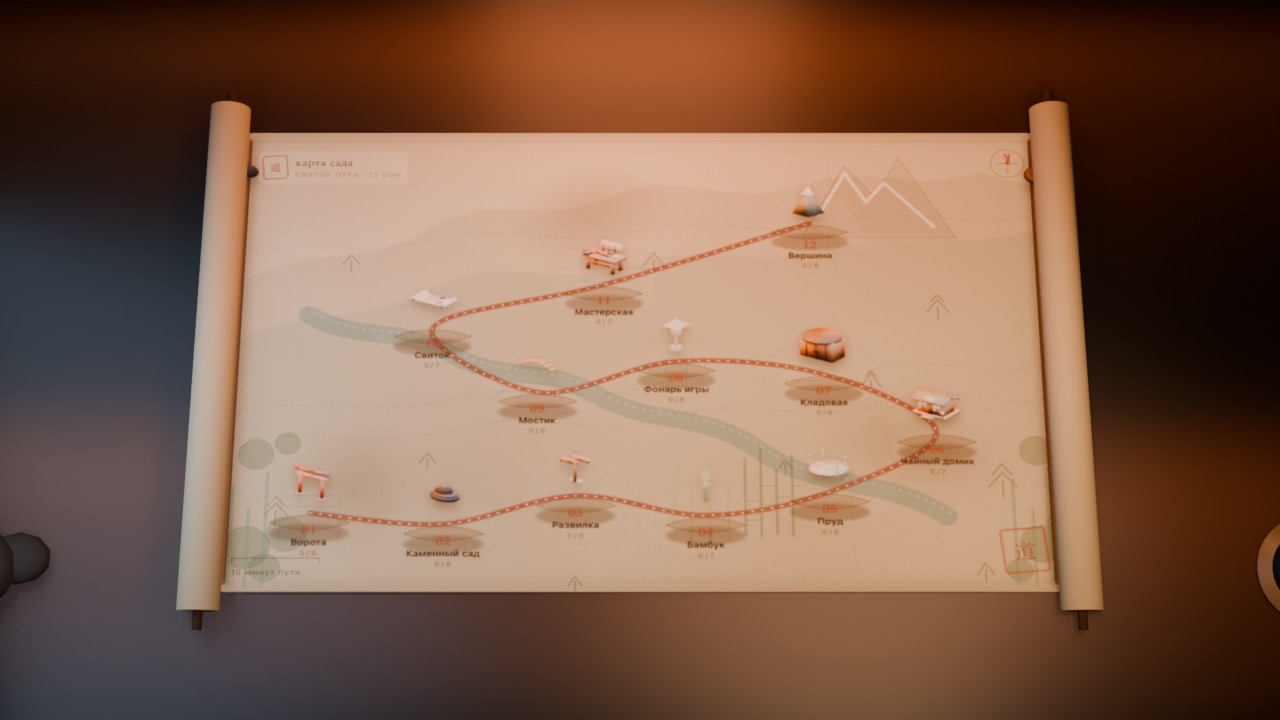 道
карта сада
СВИТОК ПУТИ · 12 ЗОН
12
Вершина
0/6
11
Мастерская
0/7
Свиток
0/7
08
Фонарь игры
0/6
07
Кладовая
0/6
09
Мостик
0/6
06
Чайный домик
0/7
01
Ворота
0/6
02
Каменный сад
0/6
03
Развилка
0/6
04
Бамбук
0/7
05
Пруд
0/6
10 минут пути
道